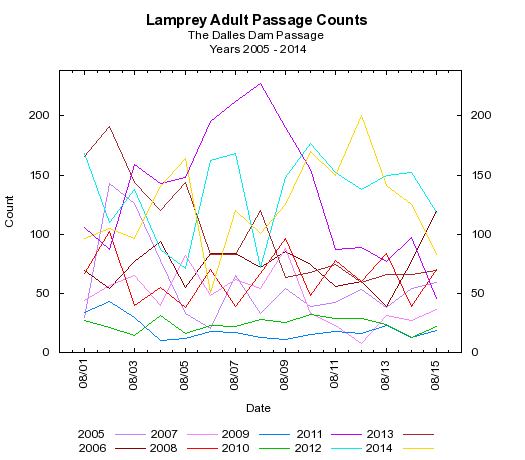 Lamprey Adult Passage Counts
The Dalles Dam Passage
Years 2005 - 2014
200 200
150 150
100 100
50 50
0 0
Count
08/01 08/03 08/05 08/07 08/09 08/11 08/13 08/15
Date
2005 2007 2009 2011 2013
2006 2008 2010 2012 2014